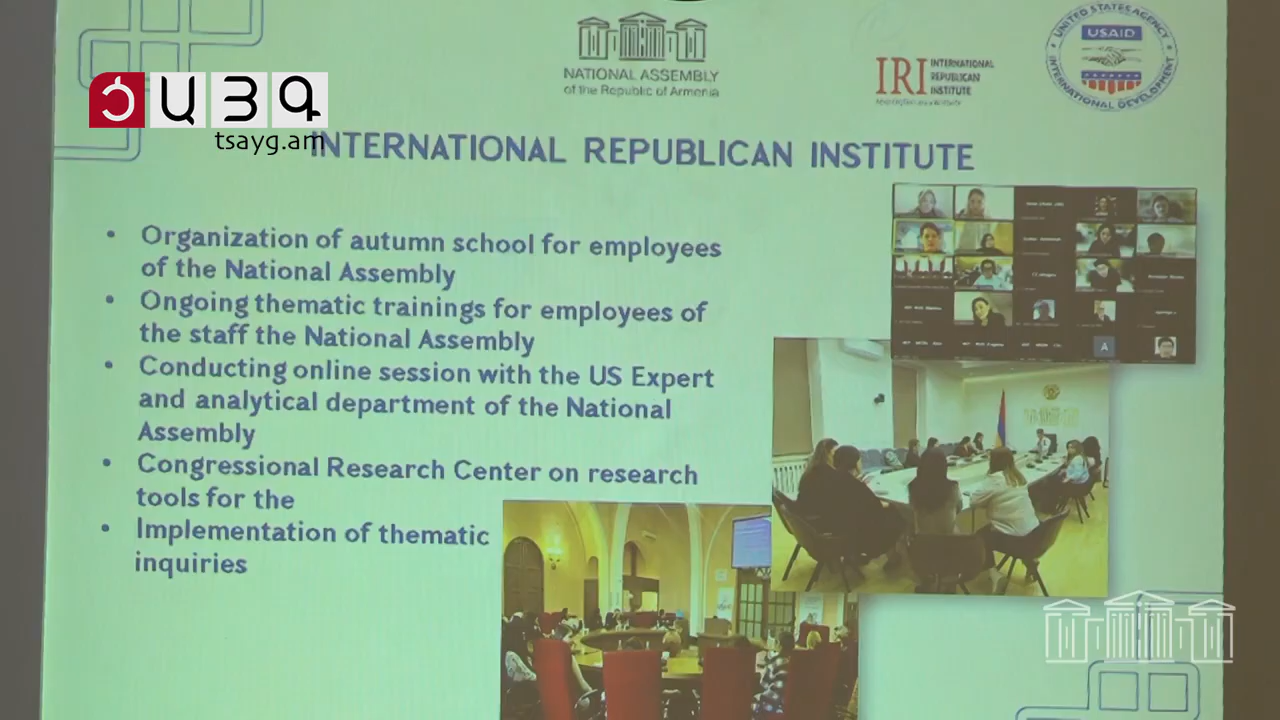 ՑԱՅԳ
tsayg.am
NATIONAL ASSEMBLY
of the Republic of Armenia
IRI INTERNATIONAL
REPUBLICAN
INSTITUTE
UNITED STATES AGENCY
USAID
INTERNATIONAL DEVELOPMENT
INTERNATIONAL REPUBLICAN INSTITUTE
• Organization of autumn school for employees
of the National Assembly
• Ongoing thematic trainings for employees of
the staff the National Assembly
• Conducting online session with the US Expert
and analytical department of the National
Assembly
• Congressional Research Center on research
tools for the
• Implementation of thematic
inquiries
A